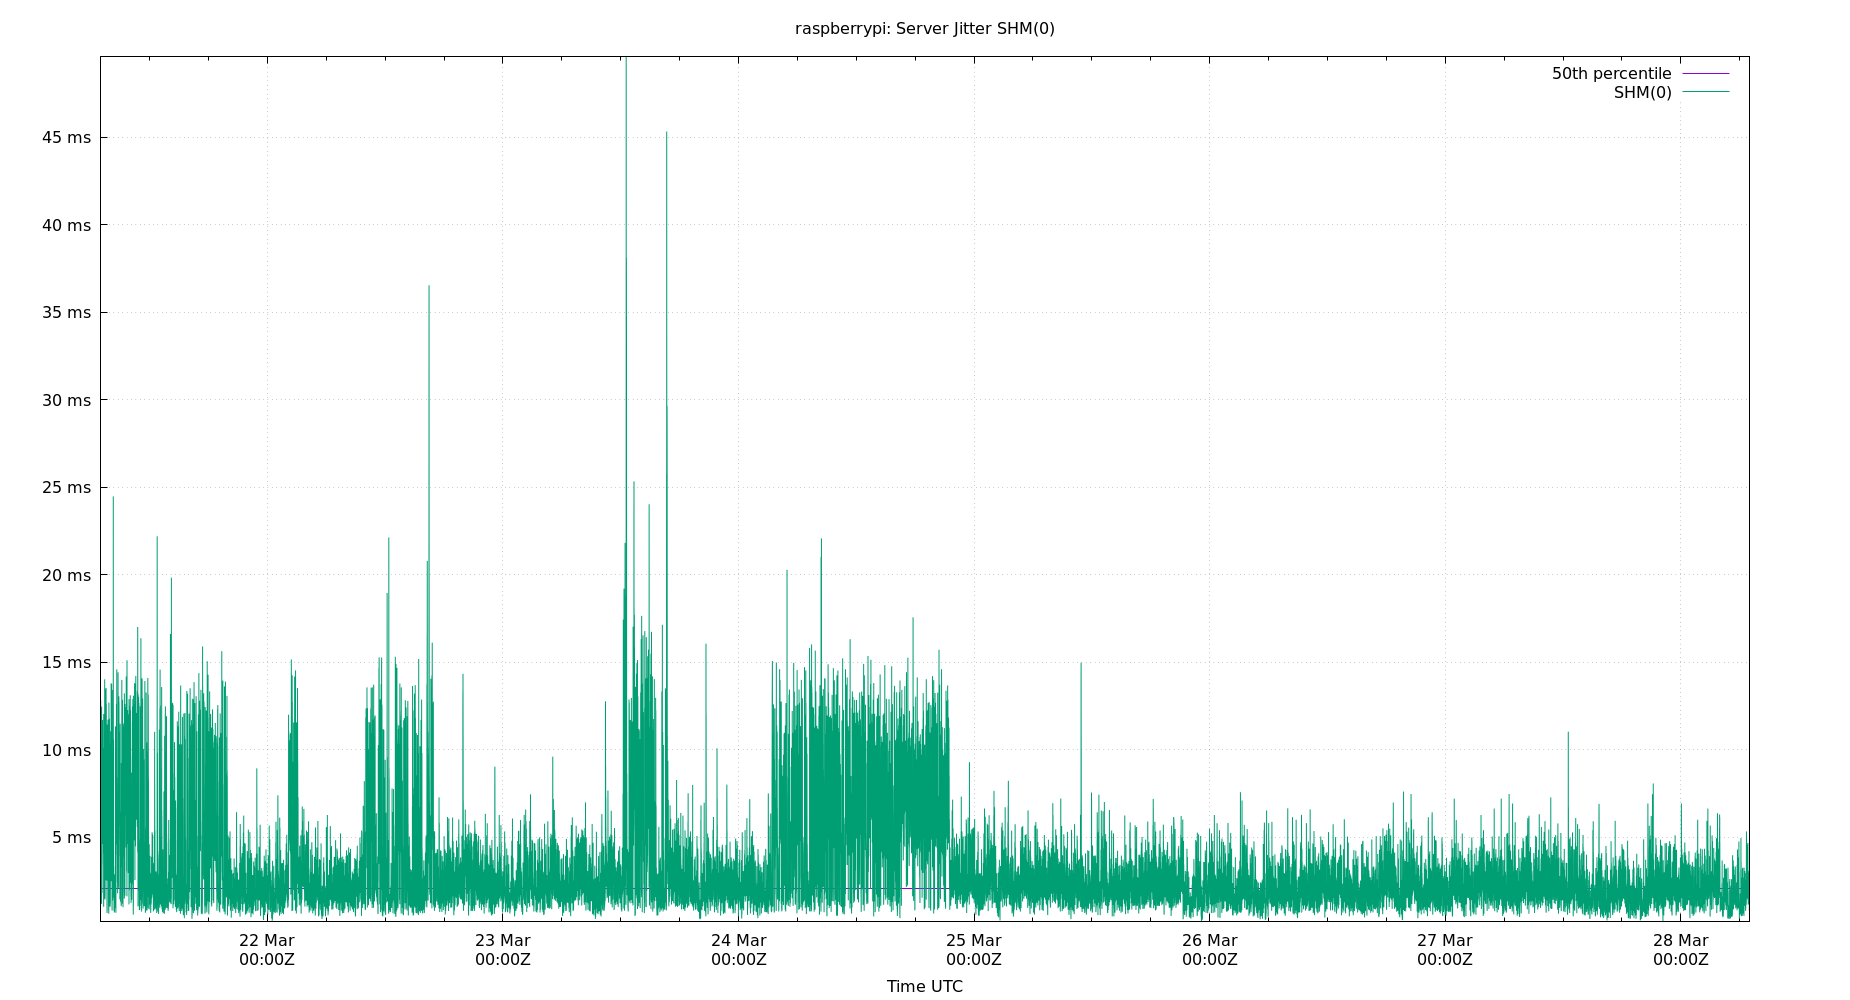 raspberrypi: Server Jitter SHM(0)
50th percentile
SHM(0)
45 ms
40 ms
35 ms
30 ms
25 ms
20 ms
15 ms
10 ms
5 ms
22 Mar 23 Mar 24 Mar 25 Mar 26 Mar 27 Mar 28 Mar
00:00Z 00:00Z 00:00Z 00:00Z 00:00Z 00:00Z 00:00Z
Time UTC